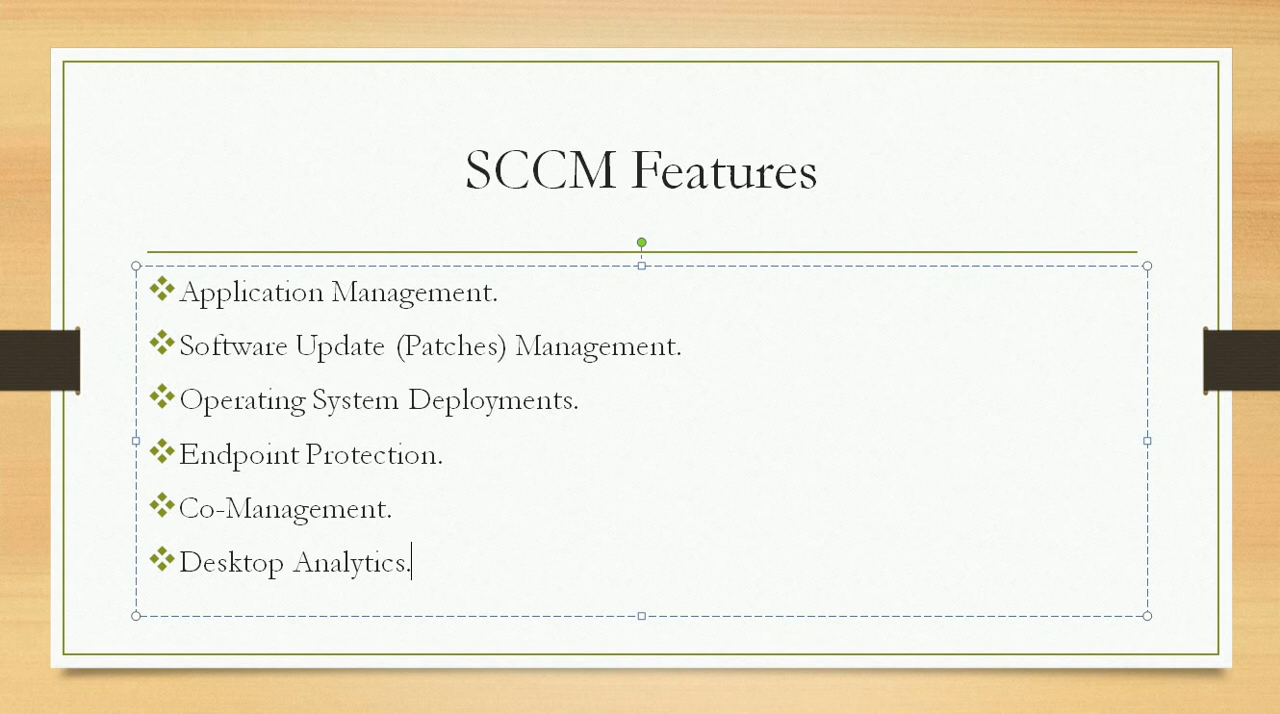 SCCM Features
Application Management.
Software Update (Patches) Management.
Operating System Deployments.
Endpoint Protection.
Co-Management.
Desktop Analytics.